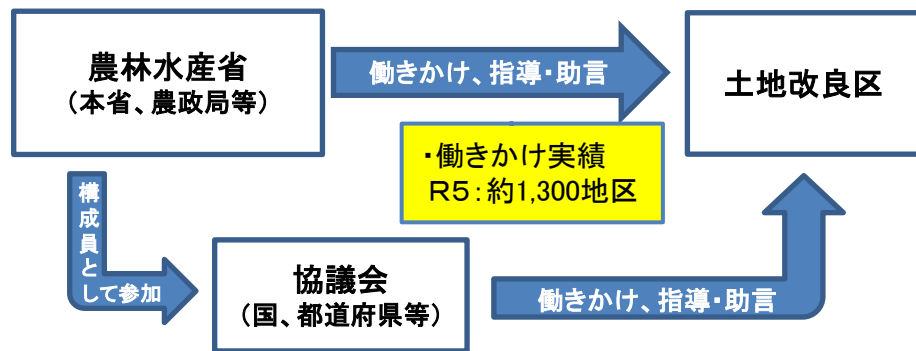 農林水産省
（本省、農政局等）
働きかけ、指導・助言
土地改良区
・働きかけ実績
R5：約1,300地区
構成員として参加
協議会
（国、都道府県等）
働きかけ、指導・助言